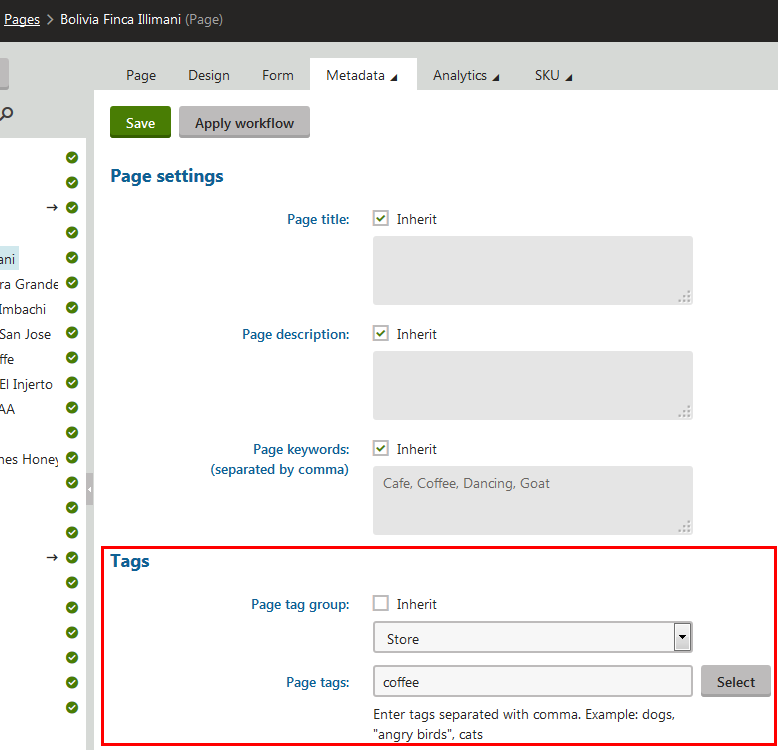 Pages > Bolivia Finca Illimani (Page)
Page Design Form Metadata Analytics SKU
Save Apply workflow
Page settings
Page title: Inherit
Page description: Inherit
Page keywords: Inherit
(separated by comma)
Cafe, Coffee, Dancing, Goat
Tags
Page tag group: Inherit
Store
Page tags: coffee Select
Enter tags separated with comma. Example: dogs,
"angry birds", cats
ani
ra Grande
Imbachi
San Jose
ffe
El Injerto
AA
nes Honey